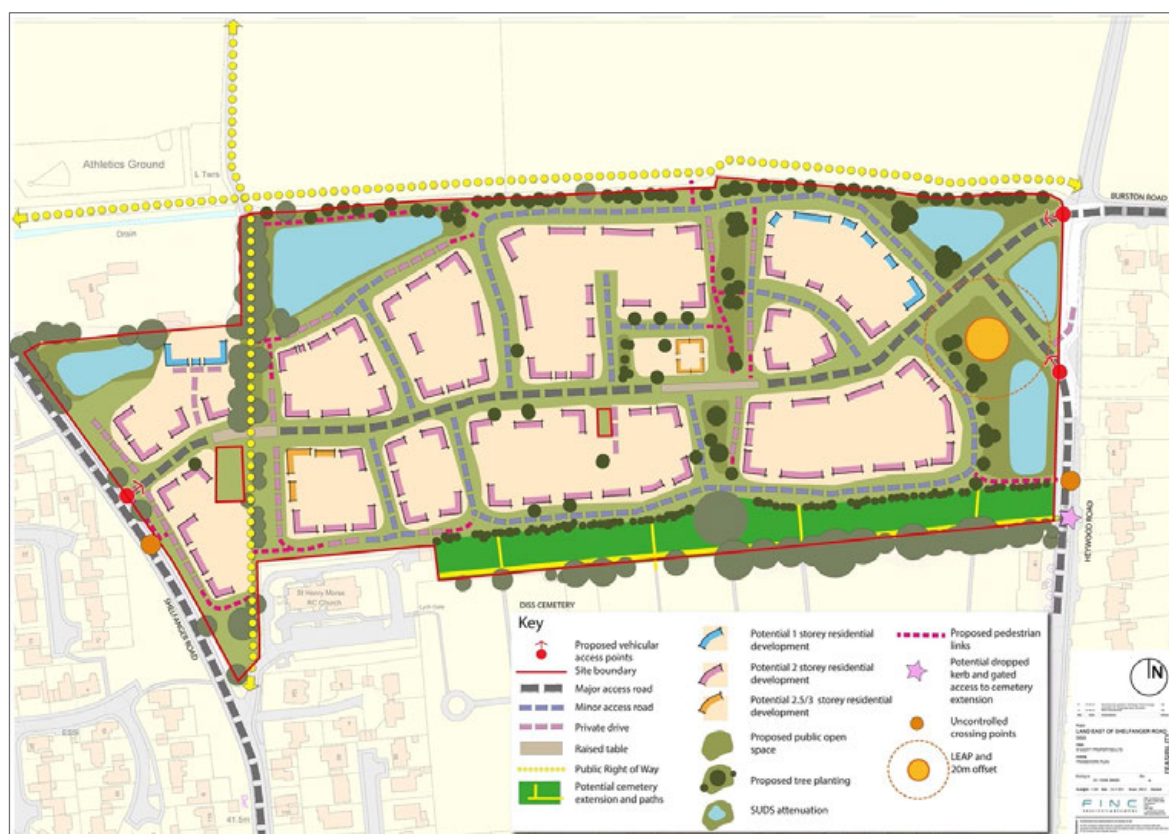 Athletics Ground
L Twrs
Drain
BURSTON ROAD
HEYWOOD ROAD
SHELFANGER ROAD
St Henry Morse
RC Church
Lych Gate
41.5m
DISS CEMETERY
Key
Proposed vehicular
access points
Site boundary
Major access road
Minor access road
Private drive
Raised table
Public Right of Way
Potential cemetery
extension and paths
Potential 1 storey residential
development
Potential 2 storey residential
development
Potential 2.5/3 storey residential
development
Proposed public open
space
Proposed tree planting
SUDS attenuation
Proposed pedestrian
links
Potential dropped
kerb and gated
access to cemetery
extension
Uncontrolled
crossing points
LEAP and
20m offset
N
LAND EAST OF SHELFANGER ROAD
FEASIBILITY
FINC